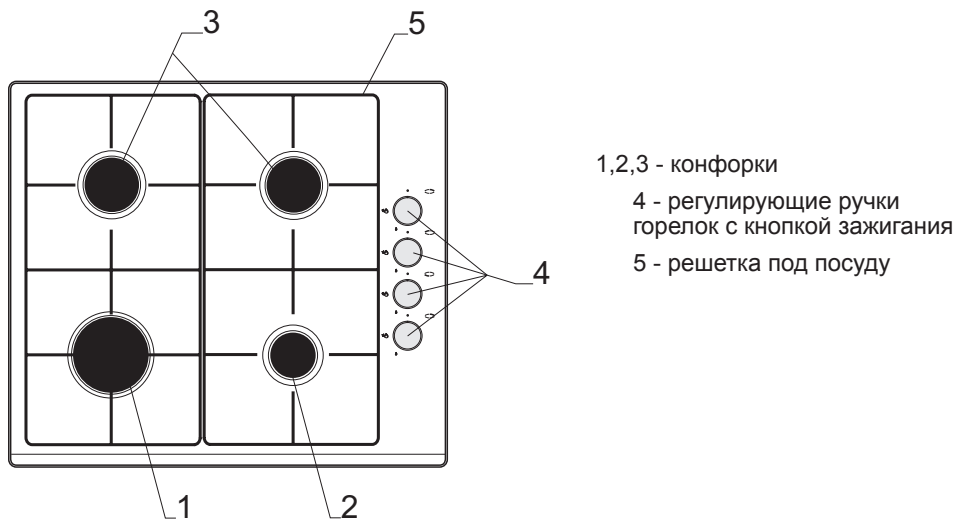 3
5
1,2,3 - конфорки
4 - регулирующие ручки
горелок с кнопкой зажигания
5 - решетка под посуду
4
1
2